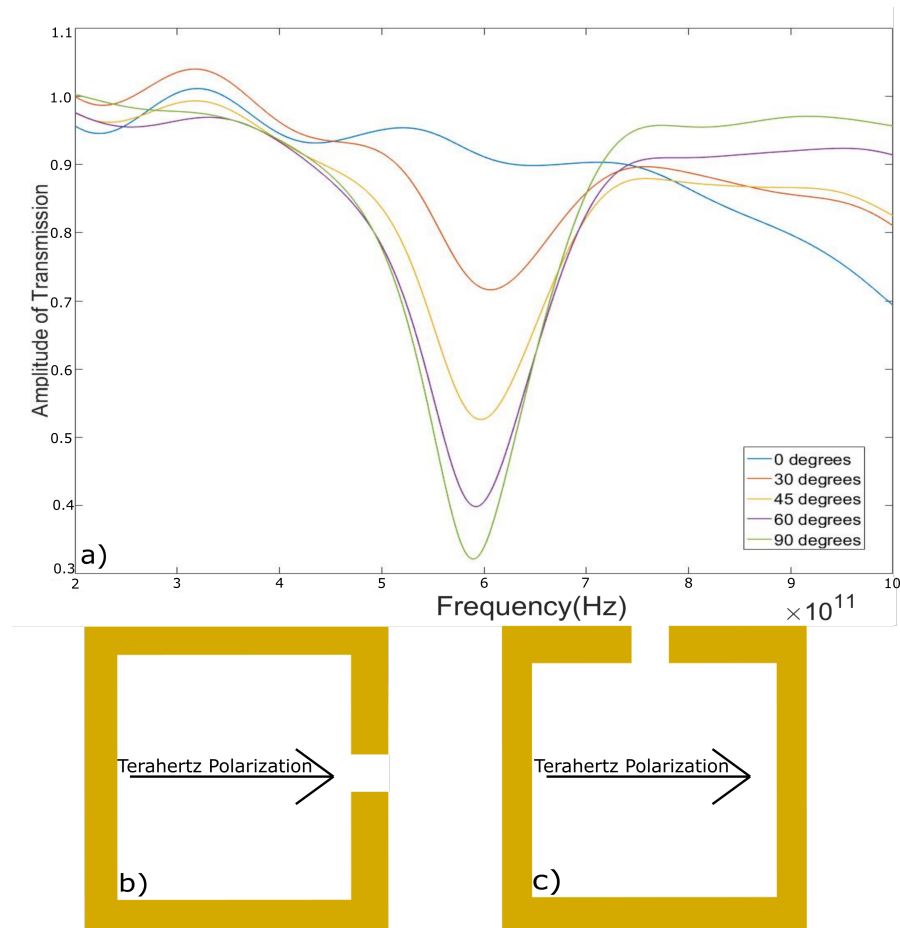 1.1
1.0
0.9
0.8
0.7
0.6
0.5
0.4
0.3
Amplitude of Transmission
0 degrees
30 degrees
45 degrees
60 degrees
90 degrees
a)
2 3 4 5 6 7 8 9 10
Frequency(Hz)
×10¹¹
Terahertz Polarization
b)
Terahertz Polarization
c)